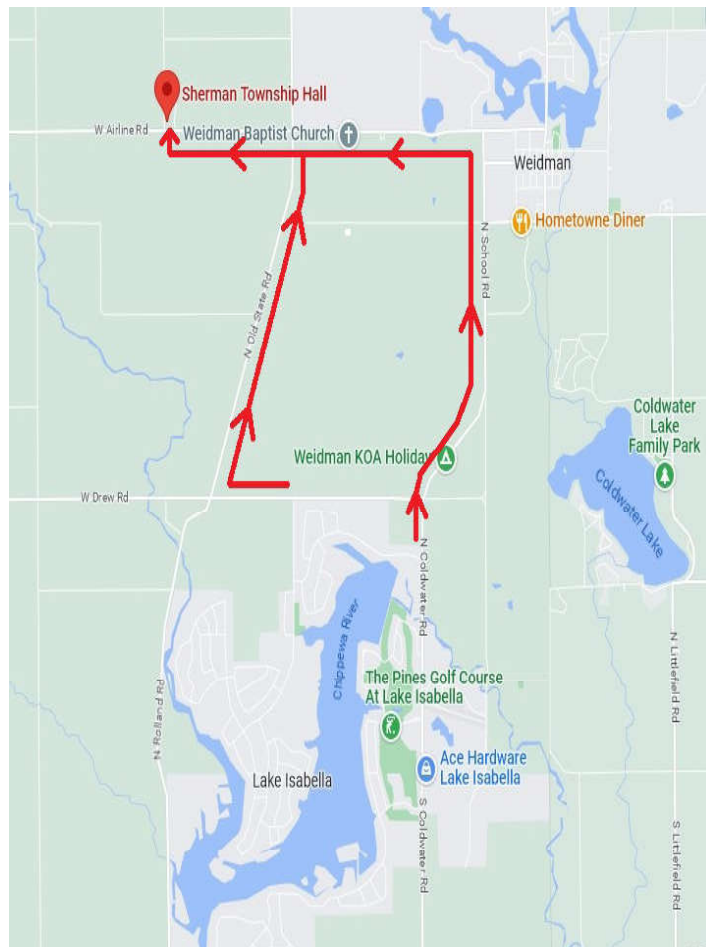 Sherman Township Hall
W Airline Rd
Weidman Baptist Church
Weidman
Hometowne Diner
N School Rd
N Old State Rd
Coldwater
Lake
Family Park
Weidman KOA Holiday
W Drew Rd
Coldwater Lake
N Coldwater Rd
Chippewa River
N Littlefield Rd
The Pines Golf Course
At Lake Isabella
N Rolland Rd
Ace Hardware
Lake Isabella
Lake Isabella
S Coldwater Rd
S Littlefield Rd